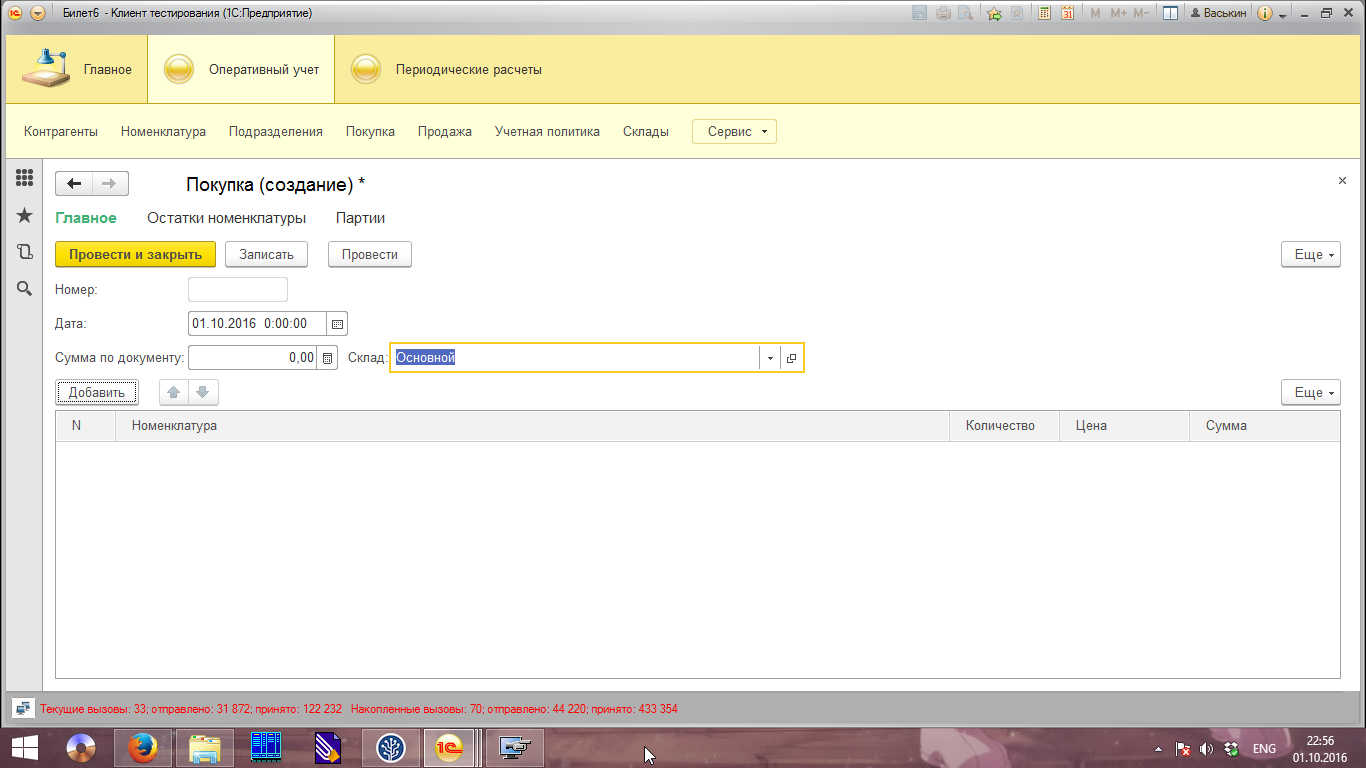 Билет6 - Клиент тестирования (1С:Предприятие)
31 M M+ M- Васькин
Главное Оперативный учет Периодические расчеты
Контрагенты Номенклатура Подразделения Покупка Продажа Учетная политика Склады Сервис
Покупка (создание) *
Главное Остатки номенклатуры Партии
Провести и закрыть Записать Провести Еще
Номер:
Дата: 01.10.2016 0:00:00
Сумма по документу: 0,00 Склад: Основной
Добавить Еще
N Номенклатура Количество Цена Сумма
Текущие вызовы: 33; отправлено: 31 872; принято: 122 232 Накопленные вызовы: 70; отправлено: 44 220; принято: 433 354
1С ENG 22:56
01.10.2016